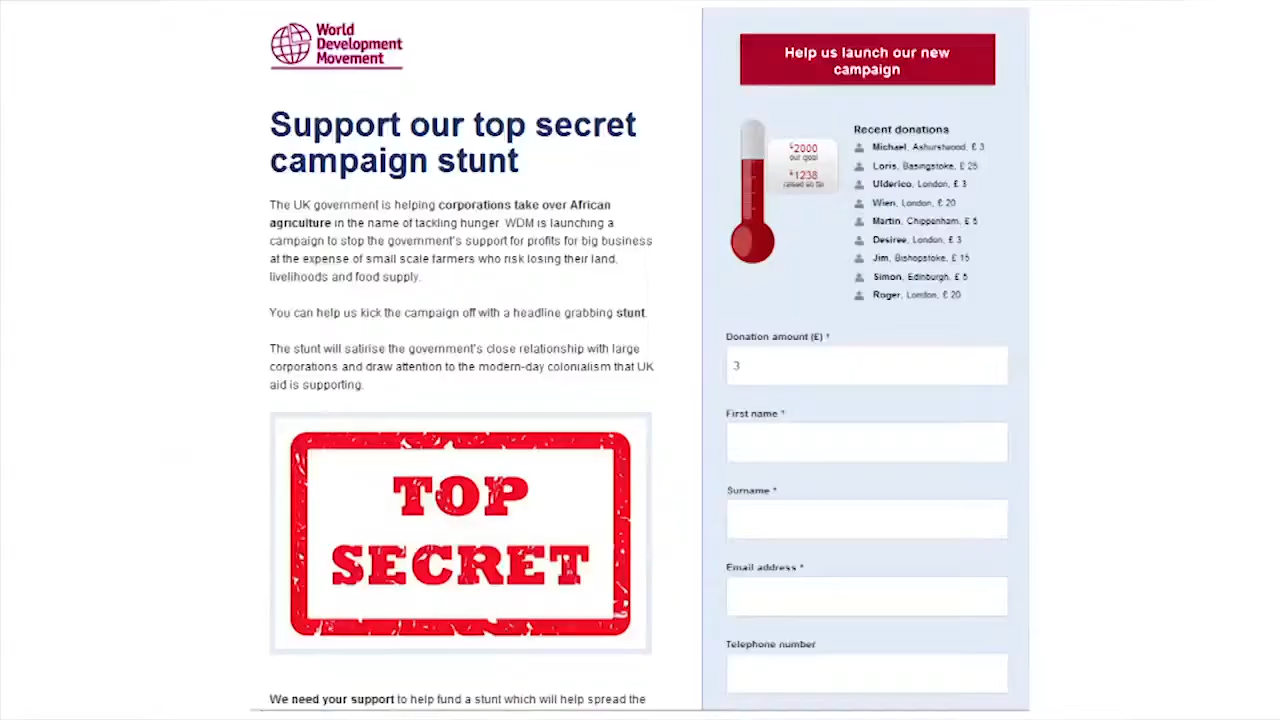 World
Development
Movement
Support our top secret
campaign stunt
The UK government is helping corporations take over African
agriculture in the name of tackling hunger. WDM is launching a
campaign to stop the government's support for profits for big business
at the expense of small scale farmers who risk losing their land,
livelihoods and food supply.
You can help us kick the campaign off with a headline grabbing stunt.
The stunt will satirise the government's close relationship with large
corporations and draw attention to the modern-day colonialism that UK
aid is supporting.
TOP
SECRET
We need your support to help fund a stunt which will help spread the
Help us launch our new
campaign
£2000
our goal
£1238
raised so far
Recent donations
Michael, Ashurstwood, £ 3
Loris, Basingstoke, £ 25
Ulderico, London, £ 3
Wien, London, £ 20
Martin, Chippenham, £ 5
Desiree, London, £ 3
Jim, Bishopstoke, £ 15
Simon, Edinburgh, £ 5
Roger, London, £ 20
Donation amount (£) *
3
First name *
Surname *
Email address *
Telephone number